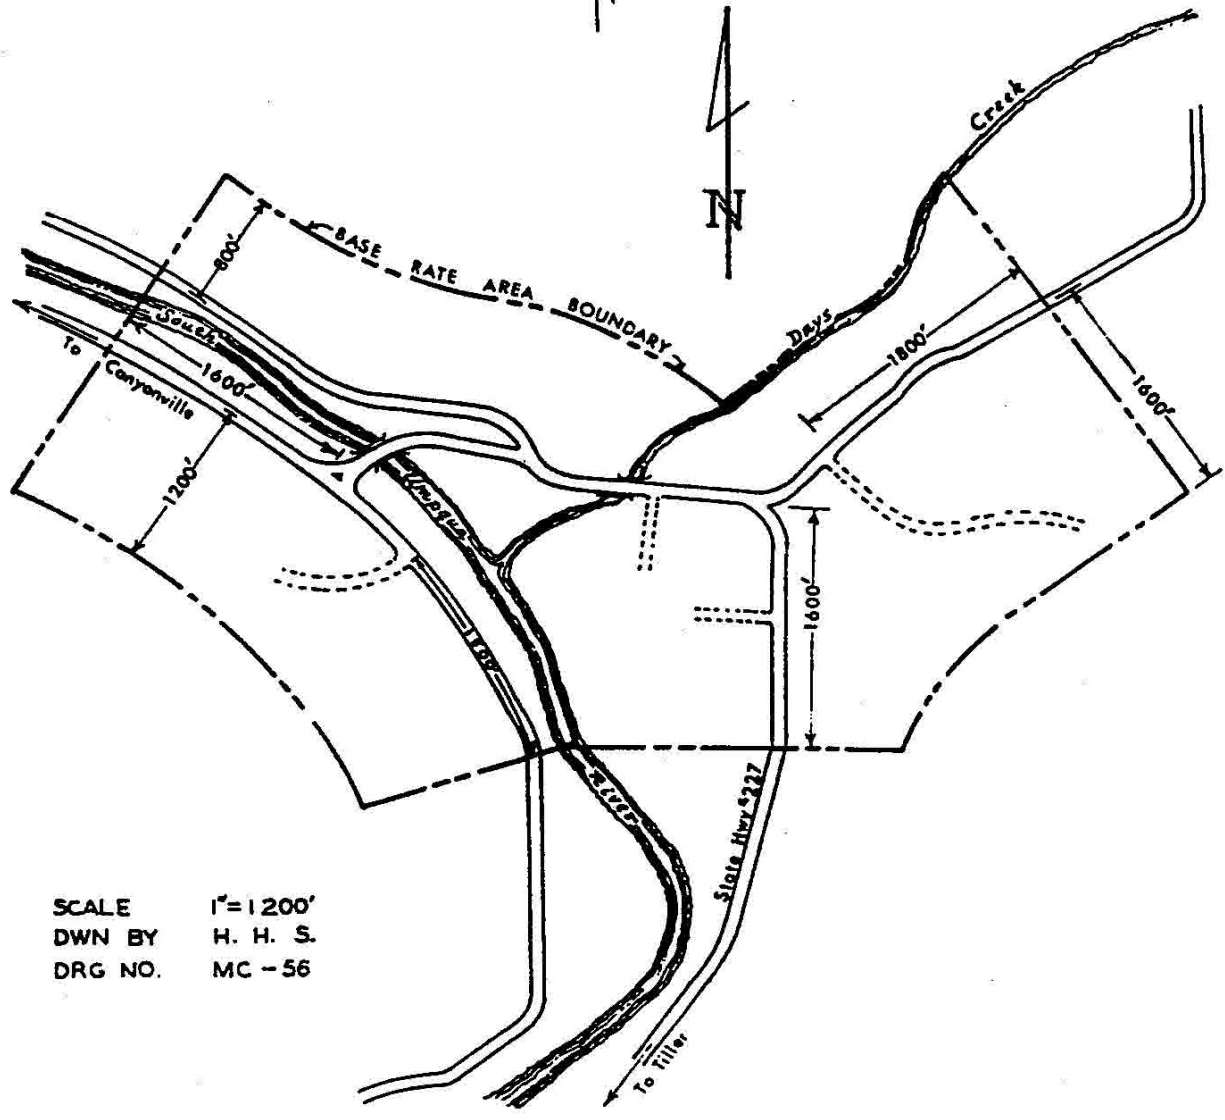 N
Creek
BASE RATE AREA BOUNDARY
800'
Days
South
1800'
To Canyonville
1600'
1600'
1200'
Umpqua
1600'
1800'
River
State Hwy #227
To Tiller
SCALE 1"=1200'
DWN BY H. H. S.
DRG NO. MC-56